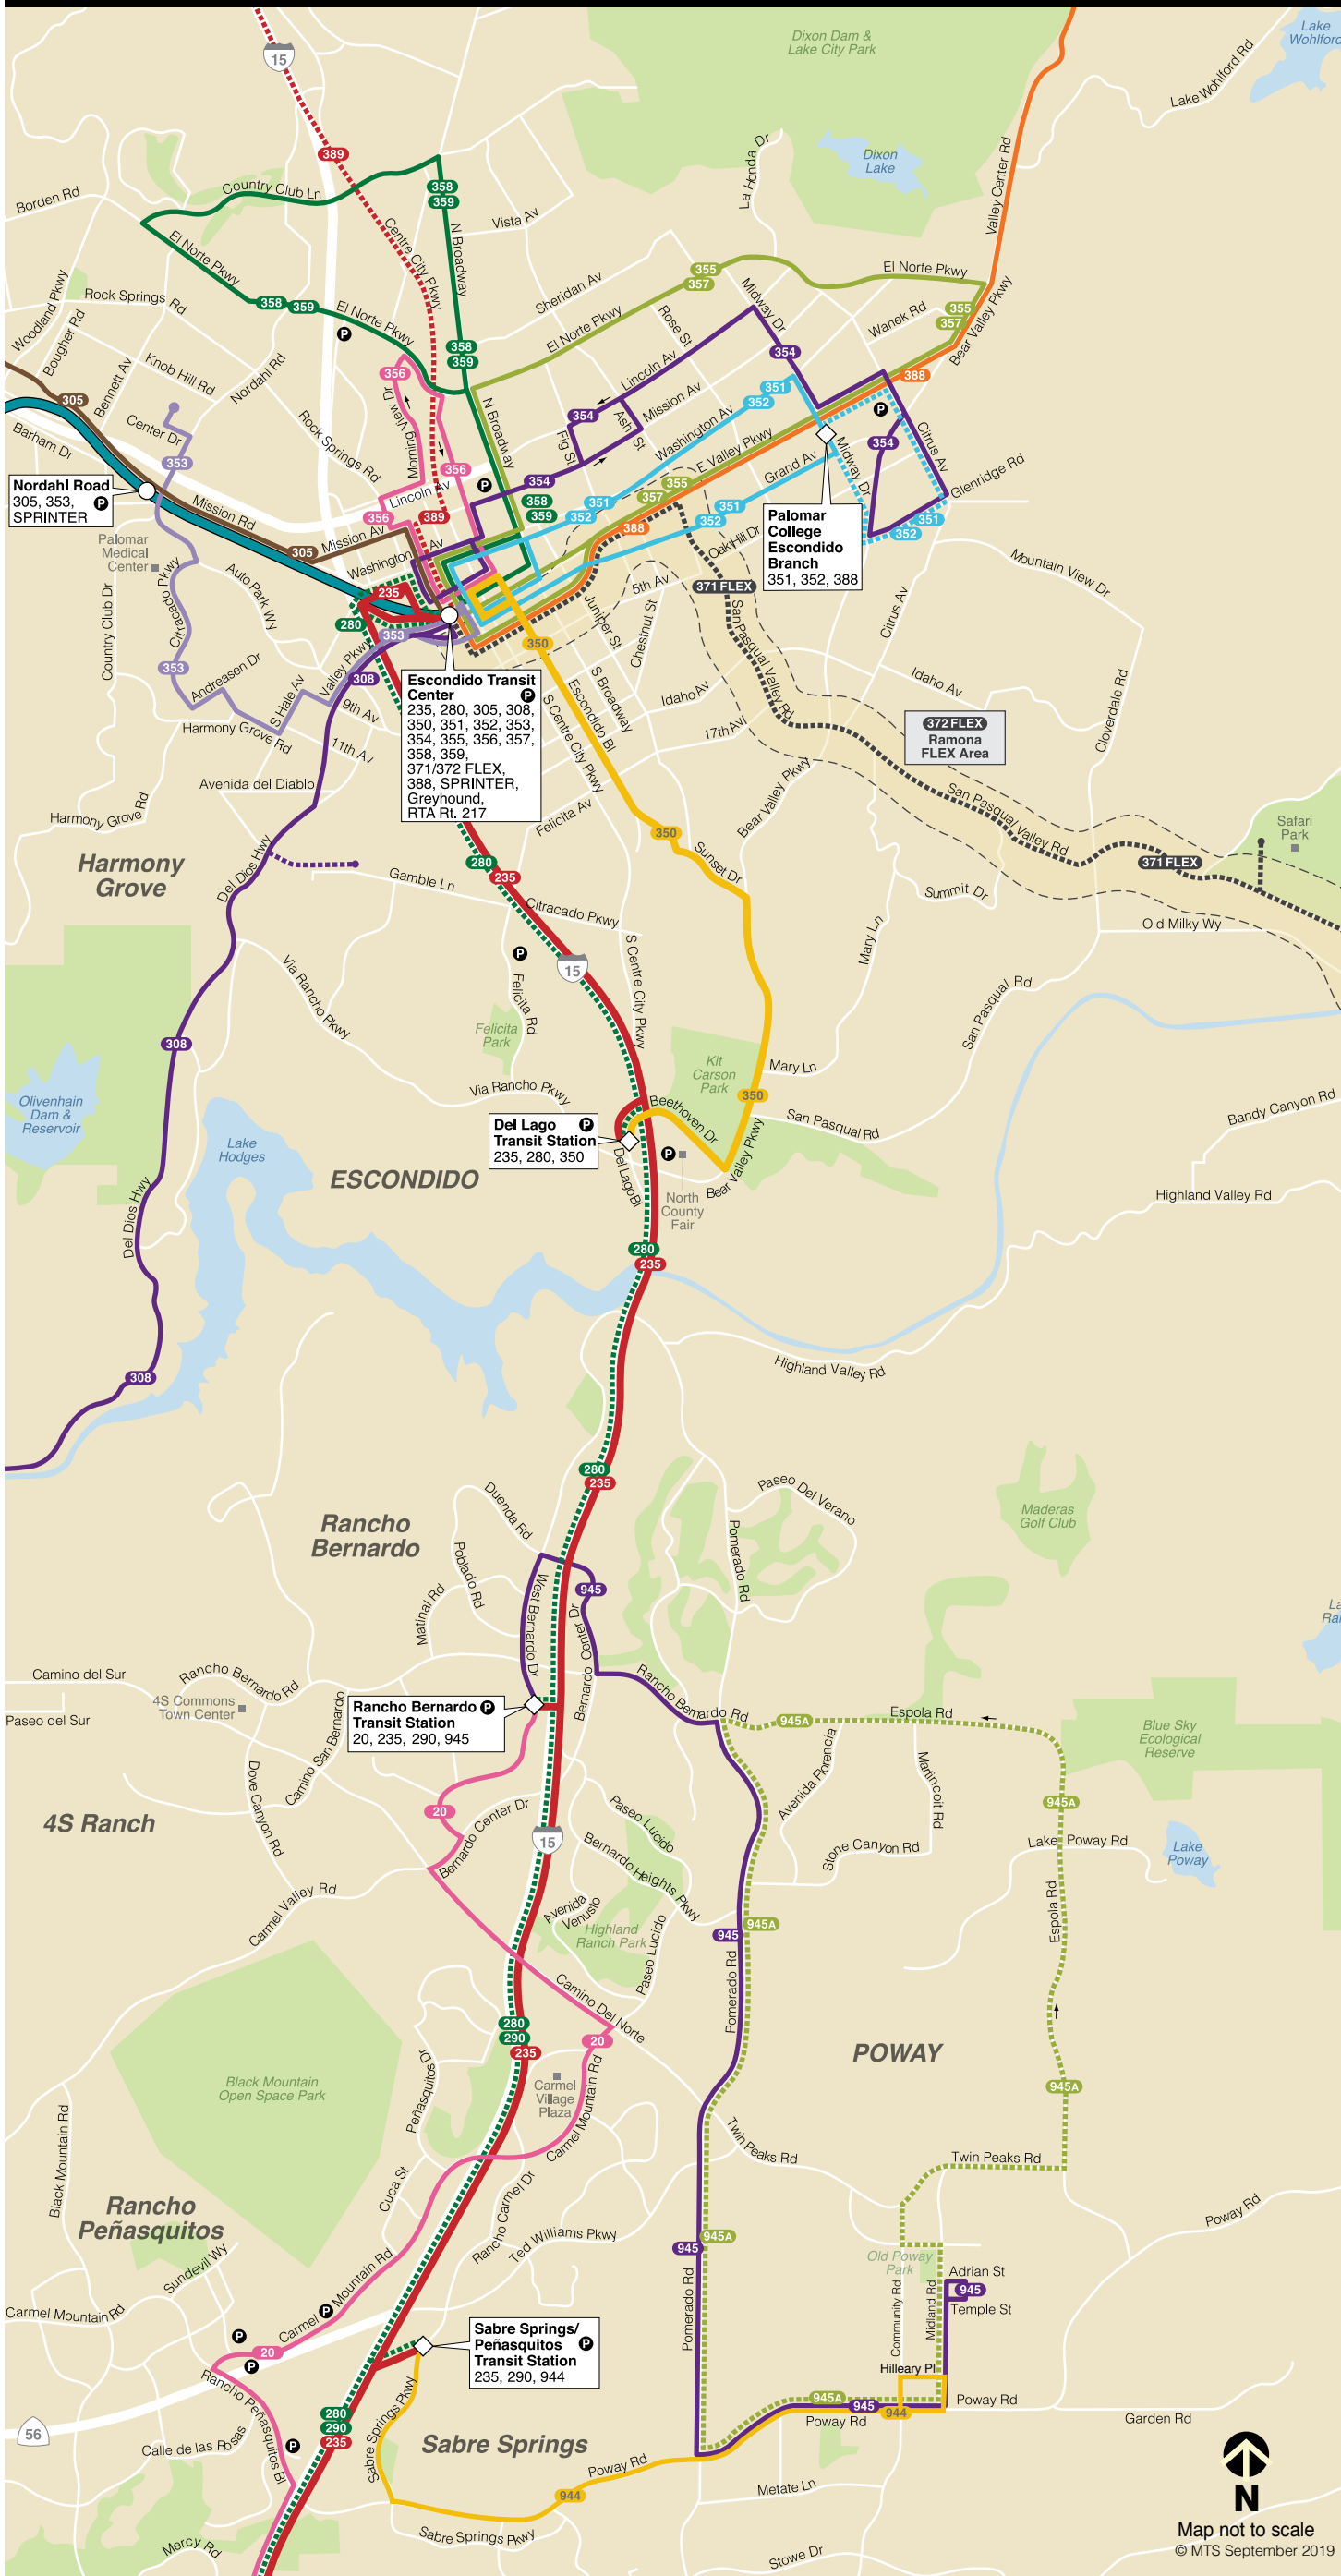 Dixon Dam &
Lake City Park
Lake
Lake Wohlford Rd
15
389
Dixon
Lake
La Honda Dr
Valley Center Rd
Country Club Ln
358
359
Borden Rd
Vista Av
N Broadway
Centre City Pkwy
El Norte Pkwy
Woodland Pkwy
Rock Springs Rd
Bougher Rd
358
359
El Norte Pkwy
P
Sheridan Av
355
357
El Norte Pkwy
Midway Dr
Wanek Rd
355
357
Bear Valley Pkwy
El Norte Pkwy
Rose St
358
359
Knob Hill Rd
Bennett Av
Nordahl Rd
356
354
Lincoln Av
388
351
352
305
Barham Dr
Center Dr
353
Rock Springs Rd
Morning View Dr
N Broadway
354
Fig St
Ash St
Mission Av
Washington Av
P
354
Citrus Av
Midway Dr
Glenridge Rd
Nordahl Road
305, 353,
SPRINTER
P
Mission Rd
356
Lincoln Av
356
389
P
354
358
359
351
352
355
357
E Valley Pkwy
Grand Av
351
352
388
Oak Hill Dr
351
352
Palomar
College
Escondido
Branch
351, 352, 388
Palomar
Medical
Center
305
Mission Av
Washington Av
Auto Park Wy
Country Club Dr
Citracado Pkwy
235
280
353
5th Av
371 FLEX
San Pasqual Valley Rd
Mountain View Dr
Citrus Av
Juniper St
Chestnut St
350
353
Andreasen Dr
S Hale Av
Valley Pkwy
308
9th Av
Harmony Grove Rd
11th Av
Escondido Transit
Center
P
235, 280, 305, 308,
350, 351, 352, 353,
354, 355, 356, 357,
358, 359,
371/372 FLEX,
388, SPRINTER,
Greyhound,
RTA Rt. 217
S Broadway
Escondido Bl
S Centre City Pkwy
Idaho Av
17th Av
Idaho Av
Cloverdale Rd
372 FLEX
Ramona
FLEX Area
Avenida del Diablo
Harmony Grove Rd
Harmony
Grove
Del Dios Hwy
Felicita Av
Bear Valley Pkwy
350
Sunset Dr
San Pasqual Valley Rd
371 FLEX
Safari
Park
280
235
Gamble Ln
Citracado Pkwy
Summit Dr
Old Milky Wy
Mary Ln
S Centre City Pkwy
P
15
Felicita Rd
Via Rancho Pkwy
San Pasqual Rd
Felicita
Park
308
Kit
Carson
Park
Mary Ln
Olivenhain
Dam &
Reservoir
Via Rancho Pkwy
350
Beethoven Dr
San Pasqual Rd
Bandy Canyon Rd
Del Lago
Transit Station
P
235, 280, 350
P
Lake
Hodges
ESCONDIDO
Del Lago Bl
Bear Valley Pkwy
North
County
Fair
Highland Valley Rd
Del Dios Hwy
280
235
308
Highland Valley Rd
280
235
Duenda Rd
Paseo Del Verano
Pomerado Rd
Maderas
Golf Club
Rancho
Bernardo
Poblado Rd
Matinal Rd
945
West Bernardo Dr
Bernardo Center Dr
Camino del Sur
Rancho Bernardo Rd
4S Commons
Town Center
Paseo del Sur
Camino San Bernardo
Rancho Bernardo
Transit Station
P
20, 235, 290, 945
Rancho Bernardo Rd
945A
Espola Rd
Blue Sky
Ecological
Reserve
Dove Canyon Rd
Avenida Florencia
Martincoit Rd
945A
4S Ranch
20
Bernardo Center Dr
15
Paseo Lucido
Bernardo Heights Pkwy
Stone Canyon Rd
Lake Poway Rd
Lake
Poway
Carmel Valley Rd
Avenida
Venusto
Highland
Ranch Park
Paseo Lucido
945A
945
Espola Rd
Pomerado Rd
Camino Del Norte
280
290
235
20
POWAY
Black Mountain
Open Space Park
Peñasquitos Dr
Carmel
Village
Plaza
Carmel Mountain Rd
945A
Black Mountain Rd
Twin Peaks Rd
Twin Peaks Rd
Cuca St
Rancho Carmel Dr
Rancho
Peñasquitos
Ted Williams Pkwy
945A
945
Poway Rd
Sundevil Wy
Old Poway
Park
Adrian St
945
Temple St
Carmel Mountain Rd
Carmel Mountain Rd
P
P
20
P
Sabre Springs/
Peñasquitos
Transit Station
P
235, 290, 944
Pomerado Rd
Community Rd
Midland Rd
Hilleary Pl
945A
945
944
Poway Rd
Poway Rd
Garden Rd
Rancho Peñasquitos Bl
56
280
290
235
Calle de las Rosas
P
Sabre Springs Pkwy
Sabre Springs
Poway Rd
944
Metate Ln
Sabre Springs Pkwy
Stowe Dr
Mercy Rd
N
Map not to scale
© MTS September 2019